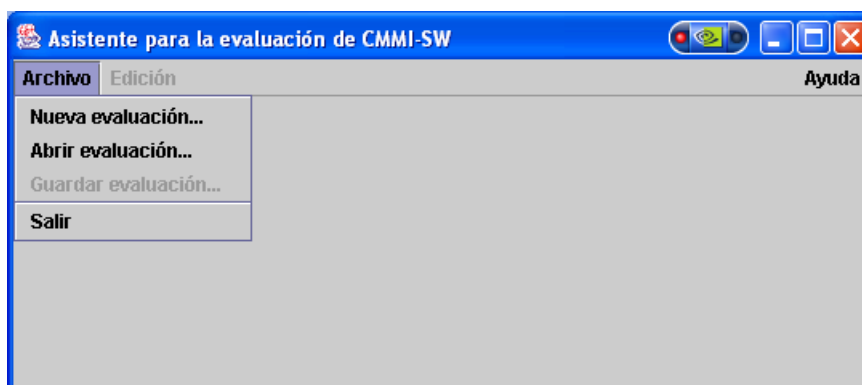 Asistente para la evaluación de CMMI-SW
Archivo Edición Ayuda
Nueva evaluación...
Abrir evaluación...
Guardar evaluación...
Salir